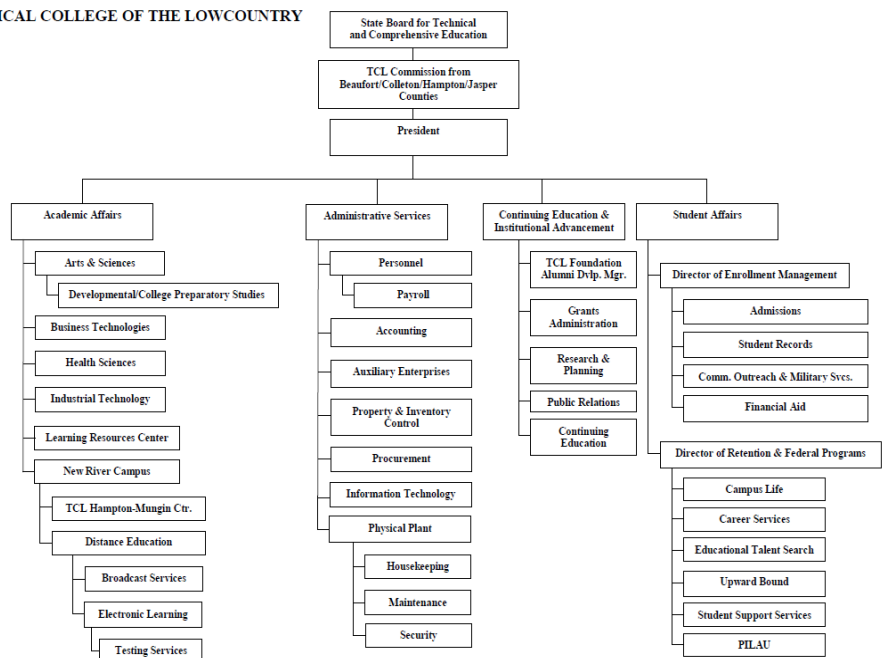 ICAL COLLEGE OF THE LOWCOUNTRY
State Board for Technical
and Comprehensive Education
TCL Commission from
Beaufort/Colleton/Hampton/Jasper
Counties
President
Academic Affairs
Arts & Sciences
Developmental/College Preparatory Studies
Business Technologies
Health Sciences
Industrial Technology
Learning Resources Center
New River Campus
TCL Hampton-Mungin Ctr.
Distance Education
Broadcast Services
Electronic Learning
Testing Services
Administrative Services
Personnel
Payroll
Accounting
Auxiliary Enterprises
Property & Inventory
Control
Procurement
Information Technology
Physical Plant
Housekeeping
Maintenance
Security
Continuing Education &
Institutional Advancement
TCL Foundation
Alumni Dvlp. Mgr.
Grants
Administration
Research &
Planning
Public Relations
Continuing
Education
Student Affairs
Director of Enrollment Management
Admissions
Student Records
Comm. Outreach & Military Svcs.
Financial Aid
Director of Retention & Federal Programs
Campus Life
Career Services
Educational Talent Search
Upward Bound
Student Support Services
PILAU